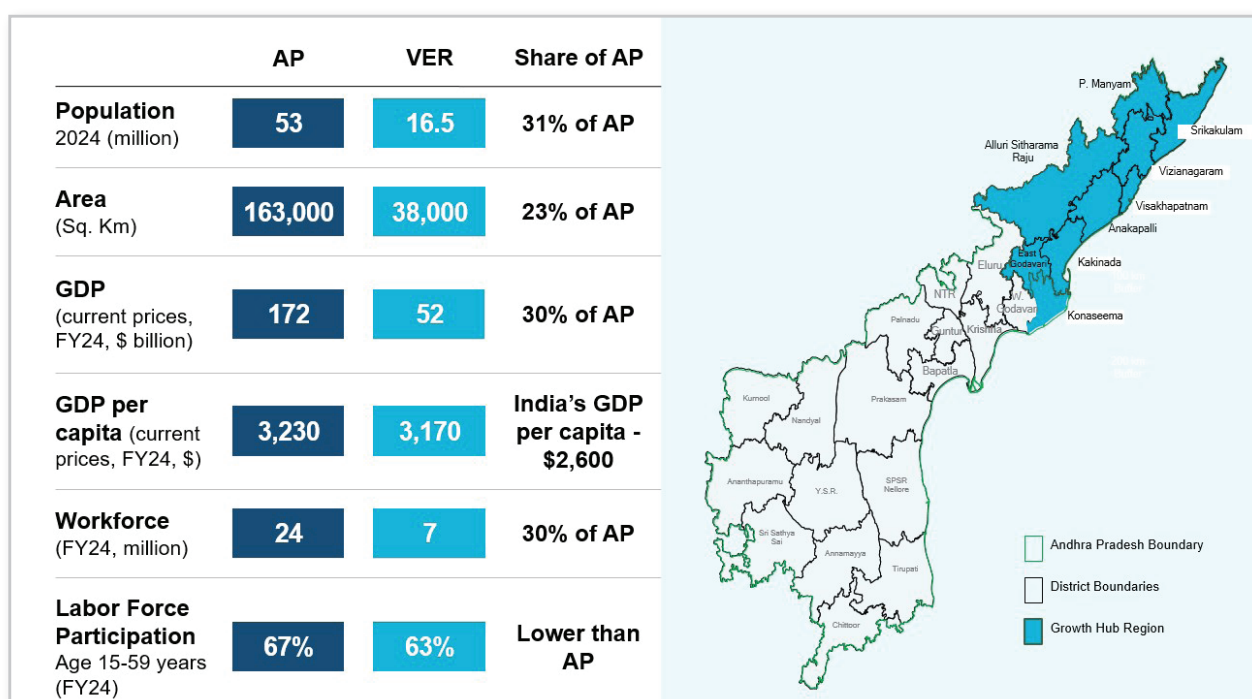 AP VER Share of AP
Population
2024 (million)
53 16.5 31% of AP
Area
(Sq. Km)
163,000 38,000 23% of AP
GDP
(current prices,
FY24, $ billion)
172 52 30% of AP
GDP per
capita (current
prices, FY24, $)
3,230 3,170
India's GDP
per capita -
$2,600
Workforce
(FY24, million)
24 7 30% of AP
Labor Force
Participation
Age 15-59 years
(FY24)
67% 63%
Lower than
AP
P. Manyam
Srikakulam
Alluri Sitharama
Raju
Vizianagaram
Visakhapatnam
Anakapalli
East
Godavari
Kakinada
Eluru
NTR
W.
Godavari
Konaseema
Palnadu
Guntur
Krishna
Bapatla
Prakasam
Kurnool
Nandyal
Ananthapuramu
Y.S.R.
SPSR
Nellore
Sri Sathya
Sai
Annamayya
Tirupati
Chittoor
Andhra Pradesh Boundary
District Boundaries
Growth Hub Region